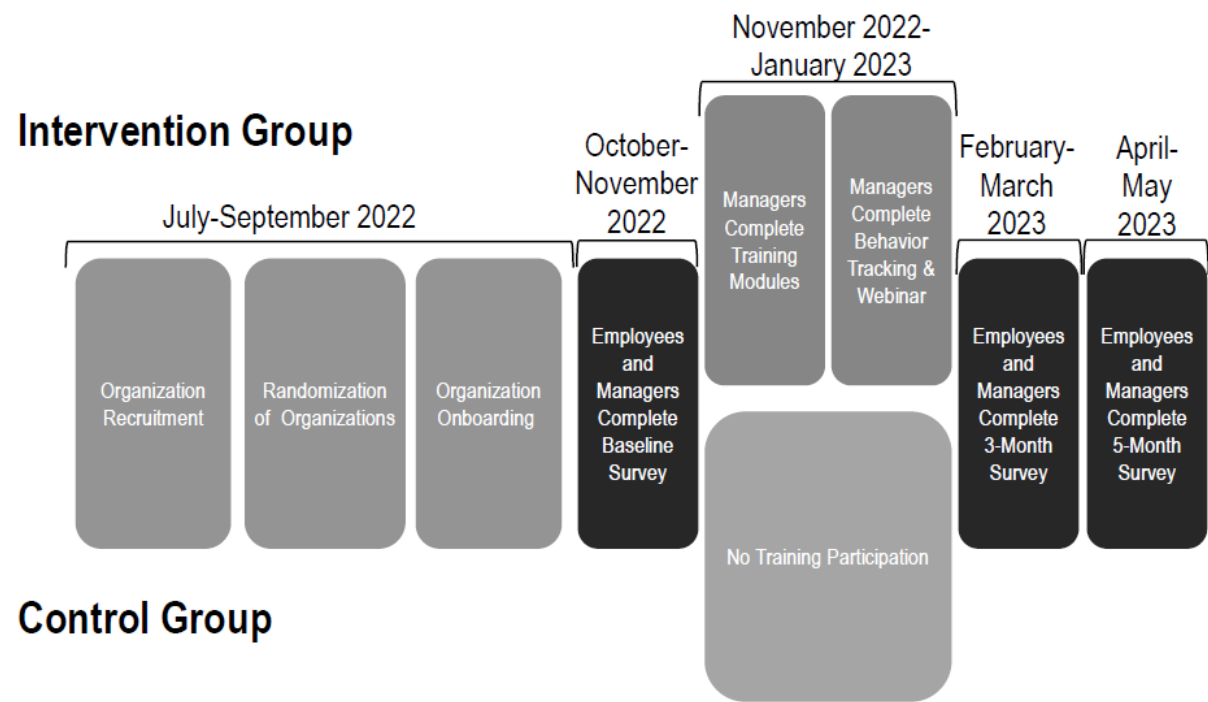 November 2022-
January 2023
Intervention Group
October-
November
2022
February-
March
2023
April-
May
2023
July-September 2022
Managers
Complete
Training
Modules
Managers
Complete
Behavior
Tracking &
Webinar
Organization
Recruitment
Randomization
of Organizations
Organization
Onboarding
Employees
and
Managers
Complete
Baseline
Survey
Employees
and
Managers
Complete
3-Month
Survey
Employees
and
Managers
Complete
5-Month
Survey
No Training Participation
Control Group